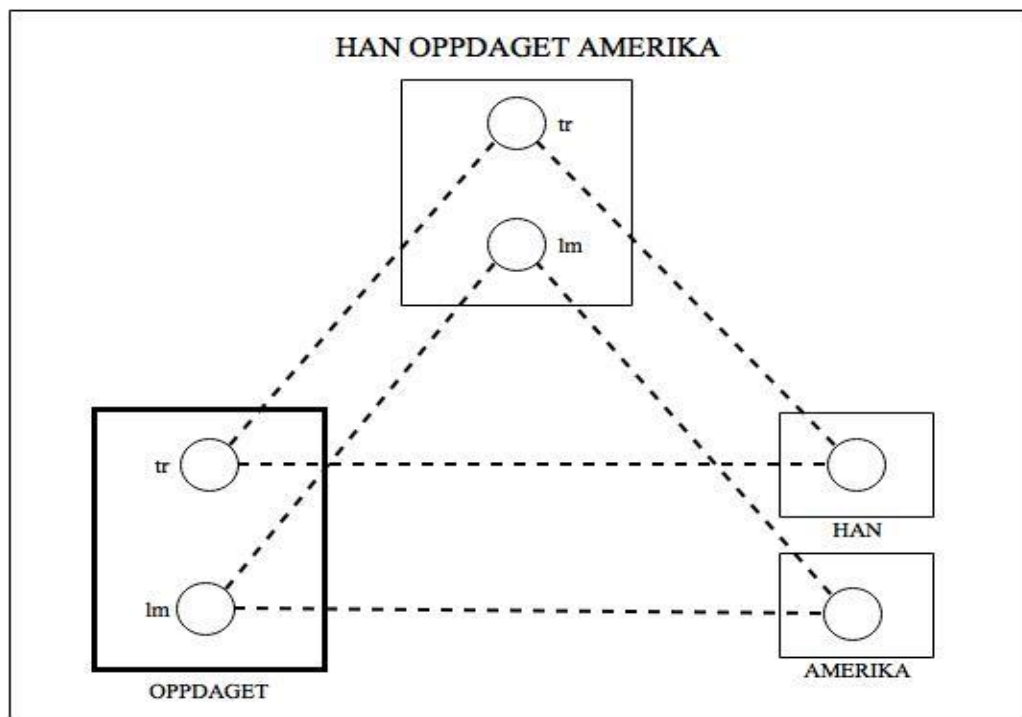 HAN OPPDAGET AMERIKA
tr
lm
tr
HAN
lm
AMERIKA
OPPDAGET